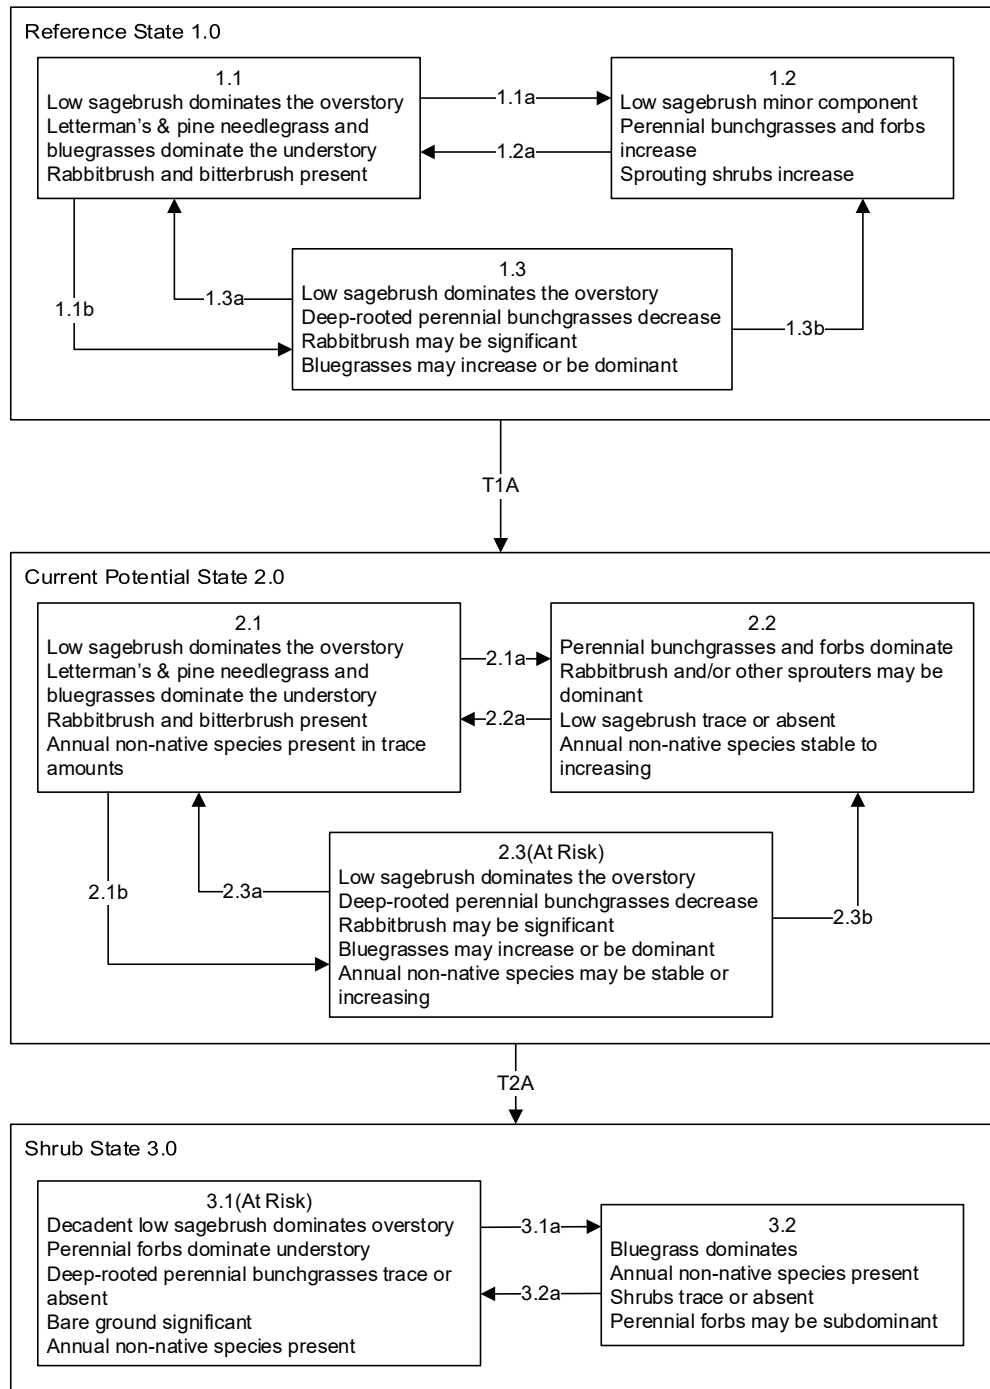 Reference State 1.0
1.1
Low sagebrush dominates the overstory
Letterman's & pine needlegrass and
bluegrasses dominate the understory
Rabbitbrush and bitterbrush present
1.1a
1.2a
1.2
Low sagebrush minor component
Perennial bunchgrasses and forbs
increase
Sprouting shrubs increase
1.1b
1.3a
1.3
Low sagebrush dominates the overstory
Deep-rooted perennial bunchgrasses decrease
Rabbitbrush may be significant
Bluegrasses may increase or be dominant
1.3b
T1A
Current Potential State 2.0
2.1
Low sagebrush dominates the overstory
Letterman's & pine needlegrass and
bluegrasses dominate the understory
Rabbitbrush and bitterbrush present
Annual non-native species present in trace
amounts
2.1a
2.2a
2.2
Perennial bunchgrasses and forbs dominate
Rabbitbrush and/or other sprouters may be
dominant
Low sagebrush trace or absent
Annual non-native species stable to
increasing
2.1b
2.3a
2.3(At Risk)
Low sagebrush dominates the overstory
Deep-rooted perennial bunchgrasses decrease
Rabbitbrush may be significant
Bluegrasses may increase or be dominant
Annual non-native species may be stable or
increasing
2.3b
T2A
Shrub State 3.0
3.1(At Risk)
Decadent low sagebrush dominates overstory
Perennial forbs dominate understory
Deep-rooted perennial bunchgrasses trace or
absent
Bare ground significant
Annual non-native species present
3.1a
3.2a
3.2
Bluegrass dominates
Annual non-native species present
Shrubs trace or absent
Perennial forbs may be subdominant